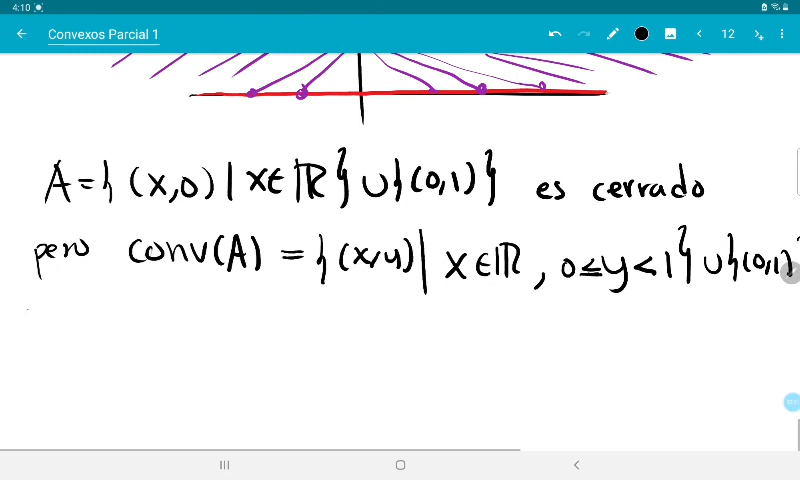 4:10
Convexos Parcial 1
12
A = { (x,0) | x∈ℝ } ∪ {(0,1)} es cerrado
pero conv(A) = { (x,y) | x∈ℝ, 0≤y<1 } ∪ {(0,1)